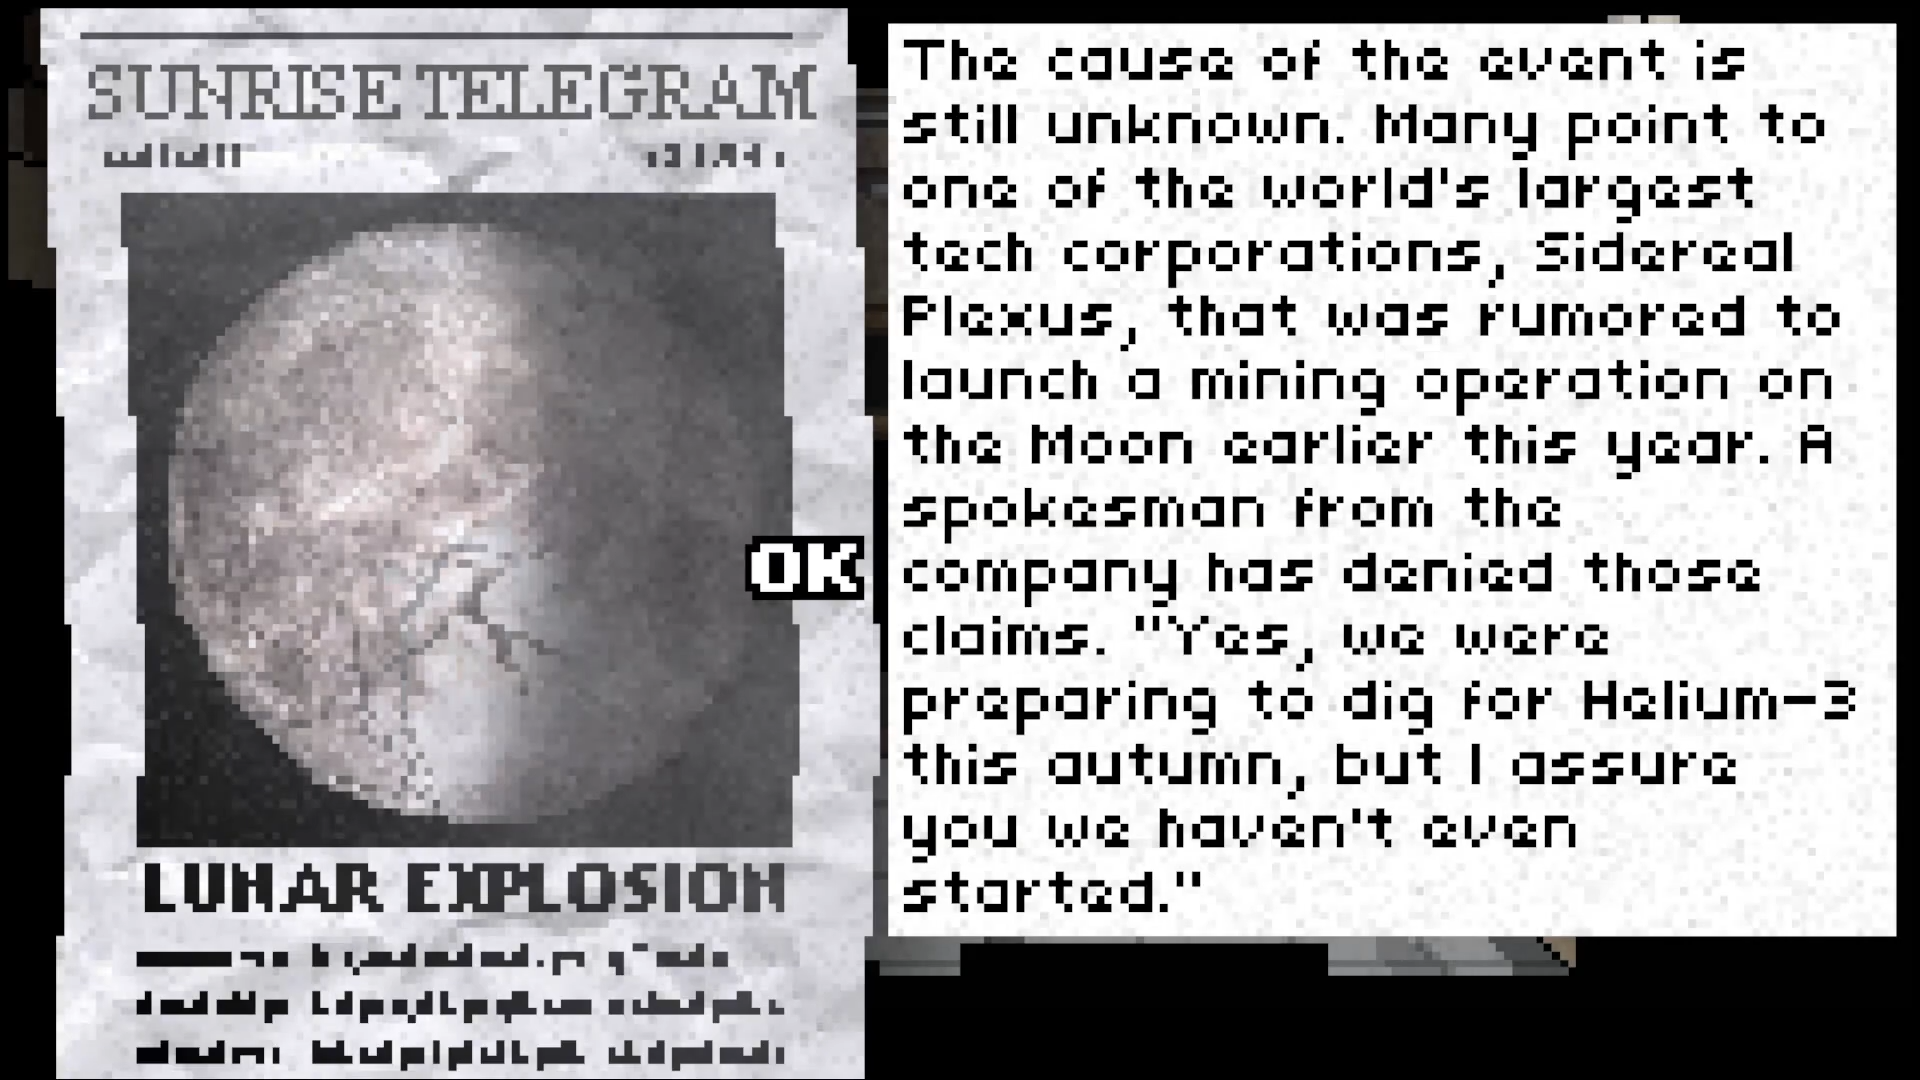 SUNRISE TELEGRAM
LUNAR EXPLOSION
OK
The cause of the event is
still unknown. Many point to
one of the world's largest
tech corporations, Sidereal
Plexus, that was rumored to
launch a mining operation on
the Moon earlier this year. A
spokesman from the
company has denied those
claims. "Yes, we were
preparing to dig for Helium-3
this autumn, but I assure
you we haven't even
started."